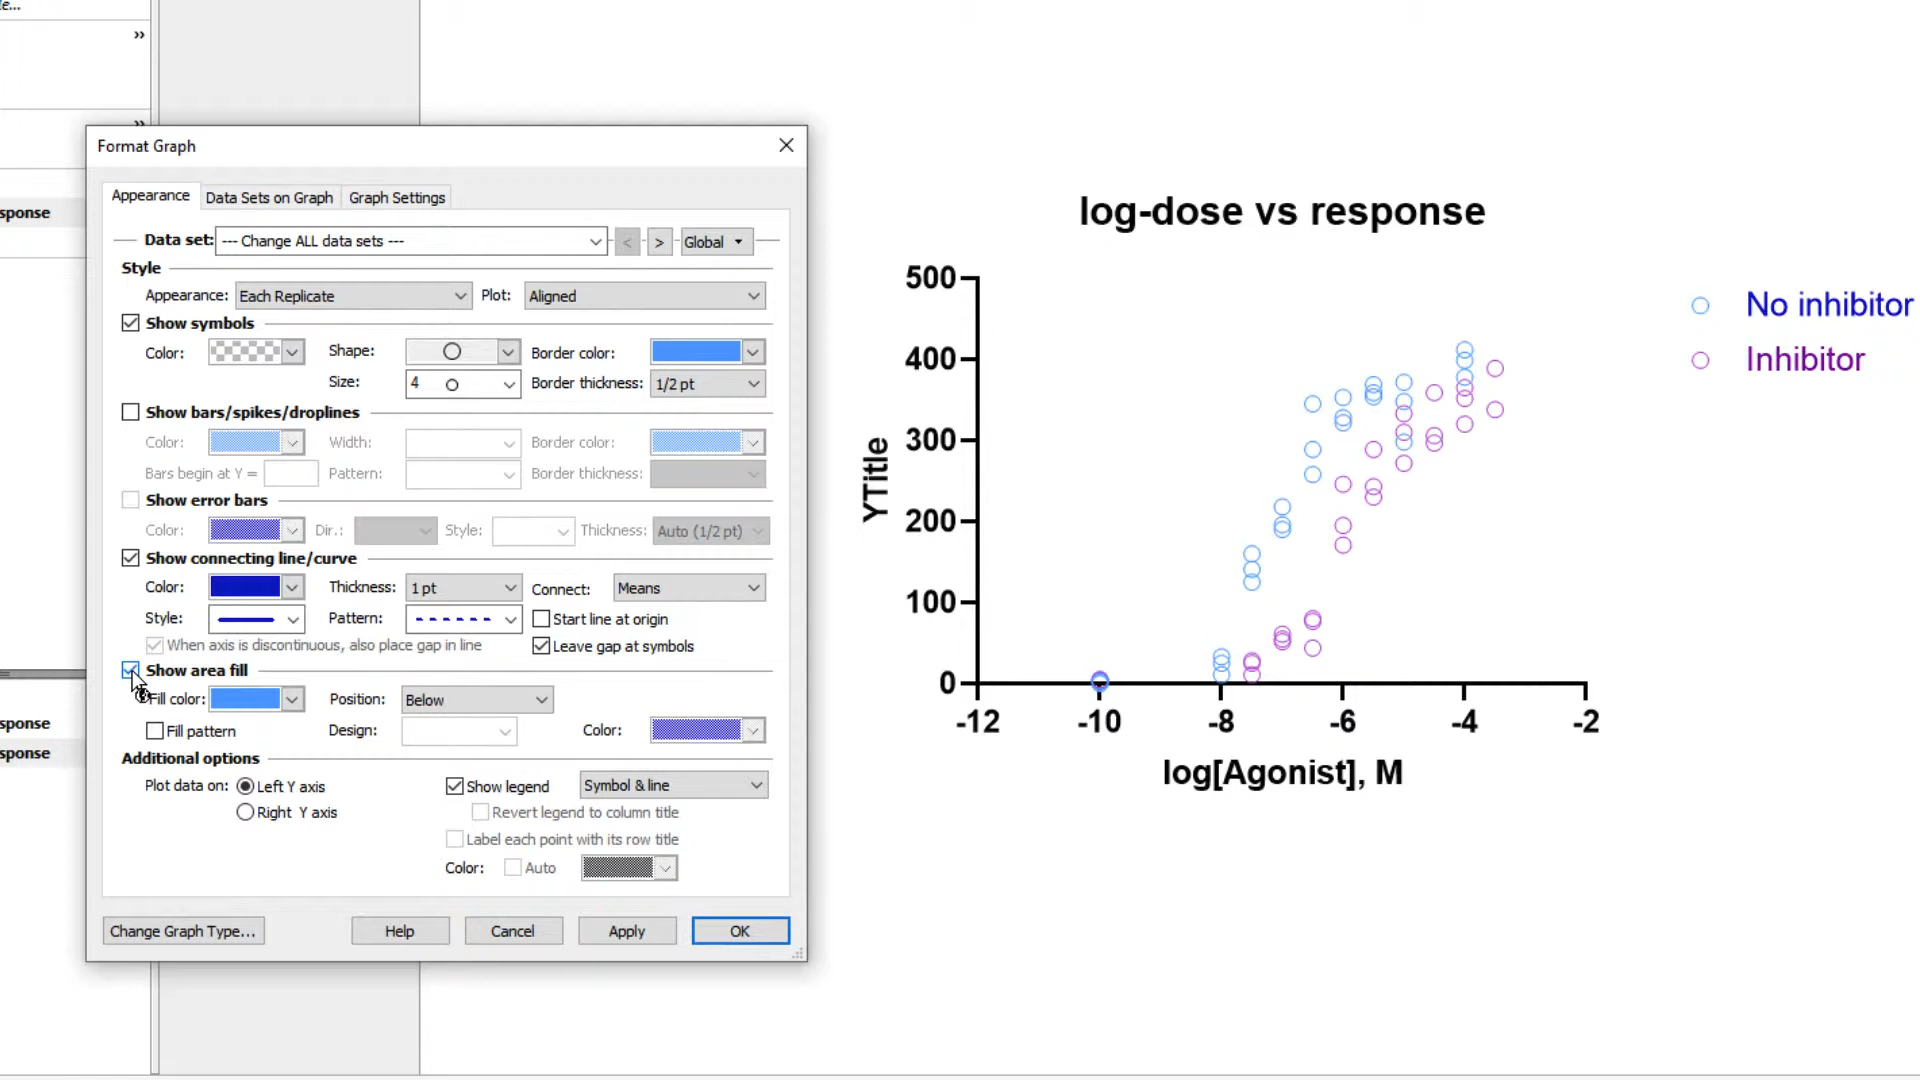 e...
»
»
Format Graph
Appearance Data Sets on Graph Graph Settings
sponse
Data set: --- Change ALL data sets --- < > Global
Style
Appearance: Each Replicate Plot: Aligned
Show symbols
Color: Shape: Border color:
Size: 4 Border thickness: 1/2 pt
Show bars/spikes/droplines
Color: Width: Border color:
Bars begin at Y = Pattern: Border thickness:
Show error bars
Color: Dir.: Style: Thickness: Auto (1/2 pt)
Show connecting line/curve
Color: Thickness: 1 pt Connect: Means
Style: Pattern: Start line at origin
When axis is discontinuous, also place gap in line Leave gap at symbols
Show area fill
Fill color: Position: Below
Fill pattern Design: Color:
sponse
sponse
Additional options
Plot data on: Left Y axis Show legend Symbol & line
Right Y axis Revert legend to column title
Label each point with its row title
Color: Auto
Change Graph Type... Help Cancel Apply OK
log-dose vs response
500
400
300
200
100
0
YTitle
-12 -10 -8 -6 -4 -2
log[Agonist], M
No inhibitor
Inhibitor